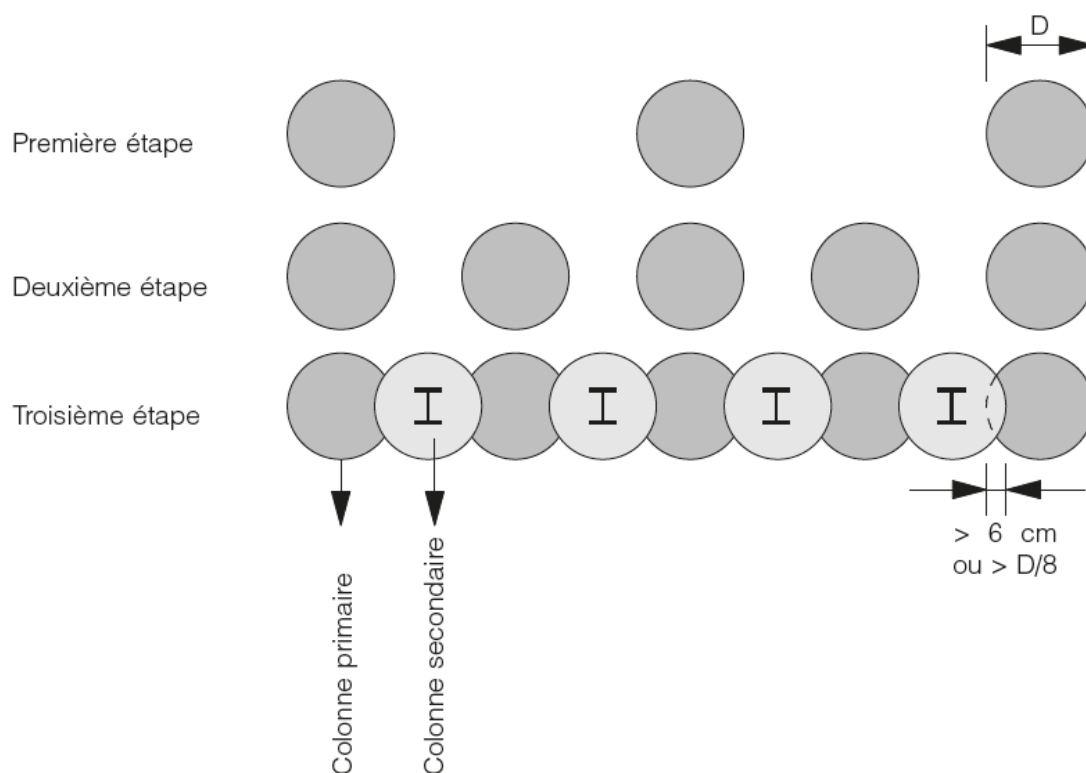 D
Première étape
Deuxième étape
Troisième étape
> 6 cm
ou > D/8
Colonne primaire
Colonne secondaire